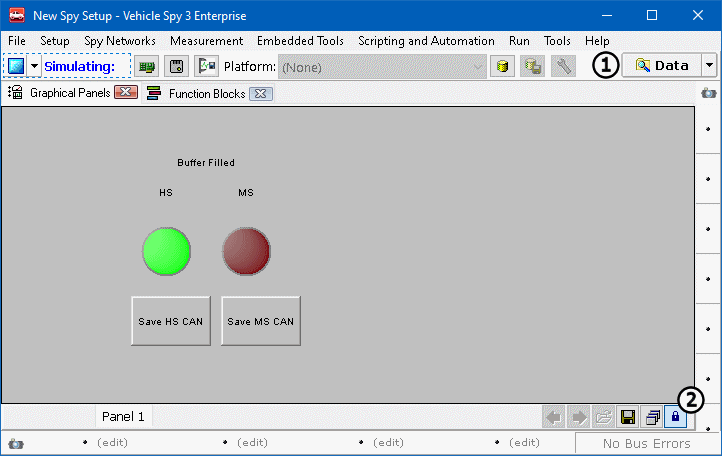 New Spy Setup - Vehicle Spy 3 Enterprise
File Setup Spy Networks Measurement Embedded Tools Scripting and Automation Run Tools Help
Simulating: Platform: (None) 1 Data
Graphical Panels Function Blocks
Buffer Filled
HS MS
Save HS CAN Save MS CAN
2
Panel 1
(edit) (edit) (edit) (edit) No Bus Errors